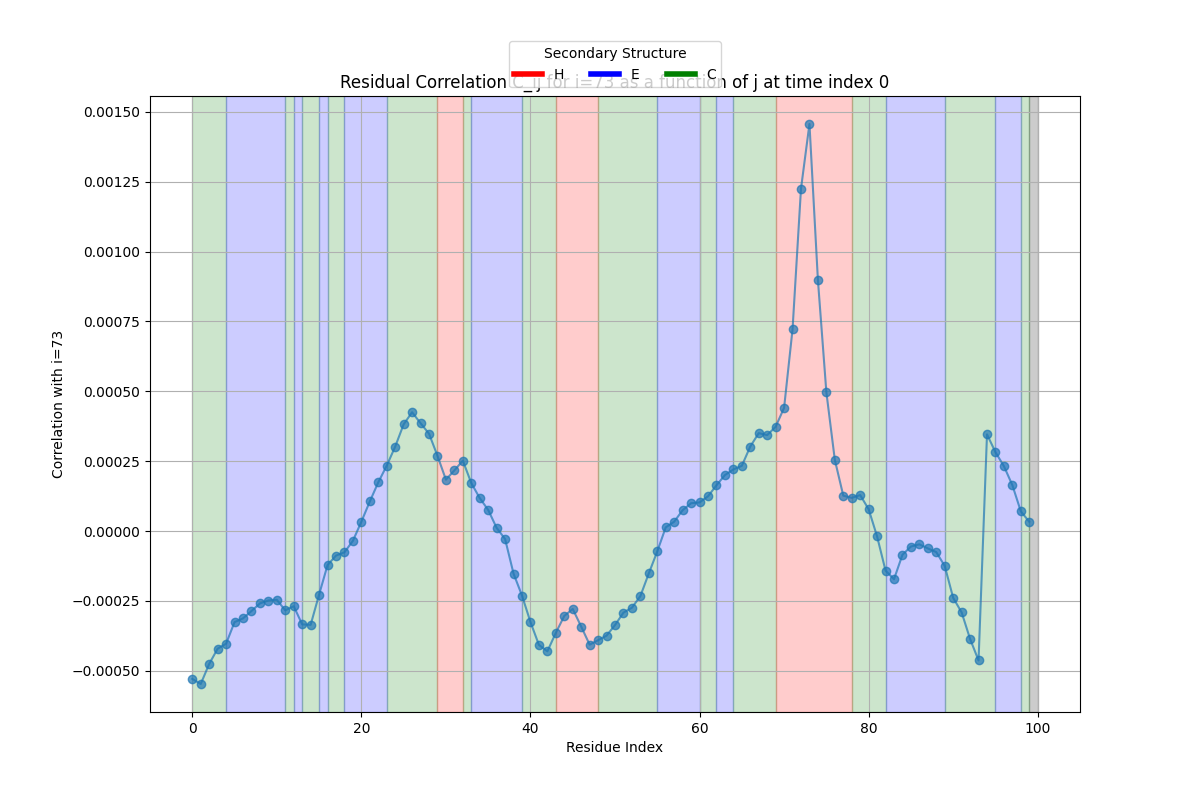 Secondary Structure
H E C
Residual Correlation C_ij for i=73 as a function of j at time index 0
0.00150
0.00125
0.00100
0.00075
0.00050
0.00025
0.00000
−0.00025
−0.00050
Correlation with i=73
0 20 40 60 80 100
Residue Index